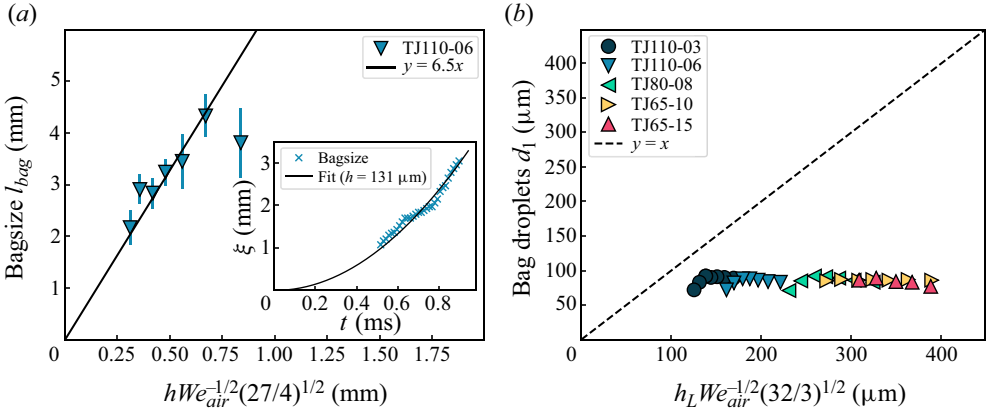 (a)
Bagsize l_bag (mm)
5
4
3
2
1
0
0.25
0.50
0.75
1.00
1.25
1.50
1.75
hWe_air^{–1/2}(27/4)^{1/2} (mm)
TJ110-06
y = 6.5x
ξ (mm)
3
2
1
0
0.2
0.4
0.6
0.8
1.0
t (ms)
Bagsize
Fit (h = 131 μm)
(b)
Bag droplets d_1 (μm)
400
350
300
250
200
150
100
50
0
100
200
300
400
h_L We_air^{–1/2}(32/3)^{1/2} (μm)
TJ110-03
TJ110-06
TJ80-08
TJ65-10
TJ65-15
y = x